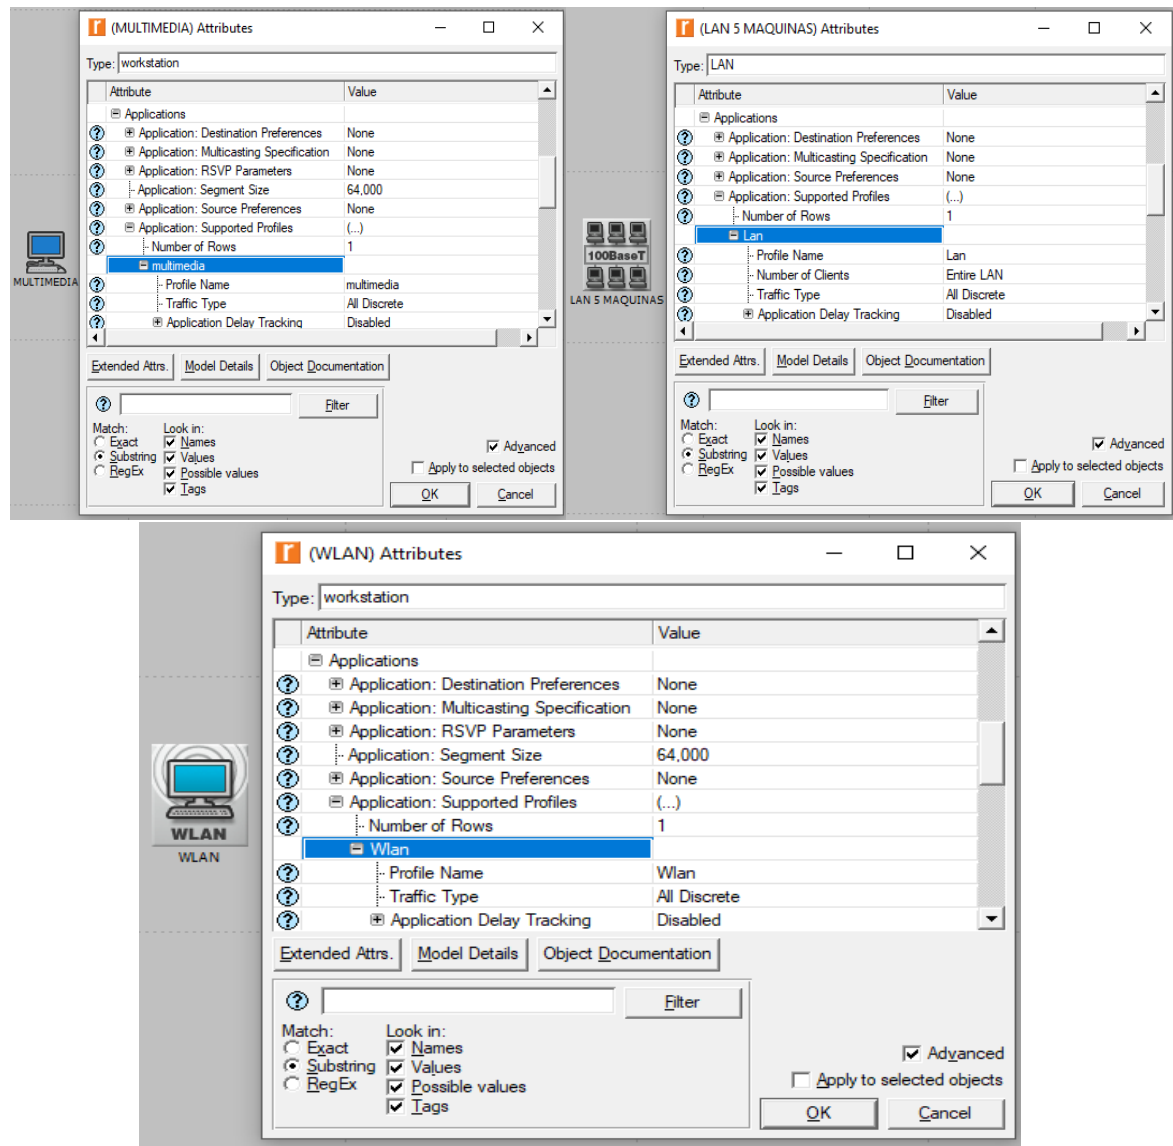 (MULTIMEDIA) Attributes
Type: workstation
Attribute Value
Applications
Application: Destination Preferences None
Application: Multicasting Specification None
Application: RSVP Parameters None
Application: Segment Size 64,000
Application: Source Preferences None
Application: Supported Profiles (...)
Number of Rows 1
multimedia
Profile Name multimedia
Traffic Type All Discrete
Application Delay Tracking Disabled
Extended Attrs. Model Details Object Documentation
Filter
Match: Look in:
Exact Names
Substring Values
RegEx Possible values
Tags
Advanced
Apply to selected objects
OK Cancel
MULTIMEDIA
(LAN 5 MAQUINAS) Attributes
Type: LAN
Attribute Value
Applications
Application: Destination Preferences None
Application: Multicasting Specification None
Application: Source Preferences None
Application: Supported Profiles (...)
Number of Rows 1
Lan
Profile Name Lan
Number of Clients Entire LAN
Traffic Type All Discrete
Application Delay Tracking Disabled
Extended Attrs. Model Details Object Documentation
Filter
Match: Look in:
Exact Names
Substring Values
RegEx Possible values
Tags
Advanced
Apply to selected objects
OK Cancel
100BaseT
LAN 5 MAQUINAS
(WLAN) Attributes
Type: workstation
Attribute Value
Applications
Application: Destination Preferences None
Application: Multicasting Specification None
Application: RSVP Parameters None
Application: Segment Size 64,000
Application: Source Preferences None
Application: Supported Profiles (...)
Number of Rows 1
Wlan
Profile Name Wlan
Traffic Type All Discrete
Application Delay Tracking Disabled
Extended Attrs. Model Details Object Documentation
Filter
Match: Look in:
Exact Names
Substring Values
RegEx Possible values
Tags
Advanced
Apply to selected objects
OK Cancel
WLAN
WLAN